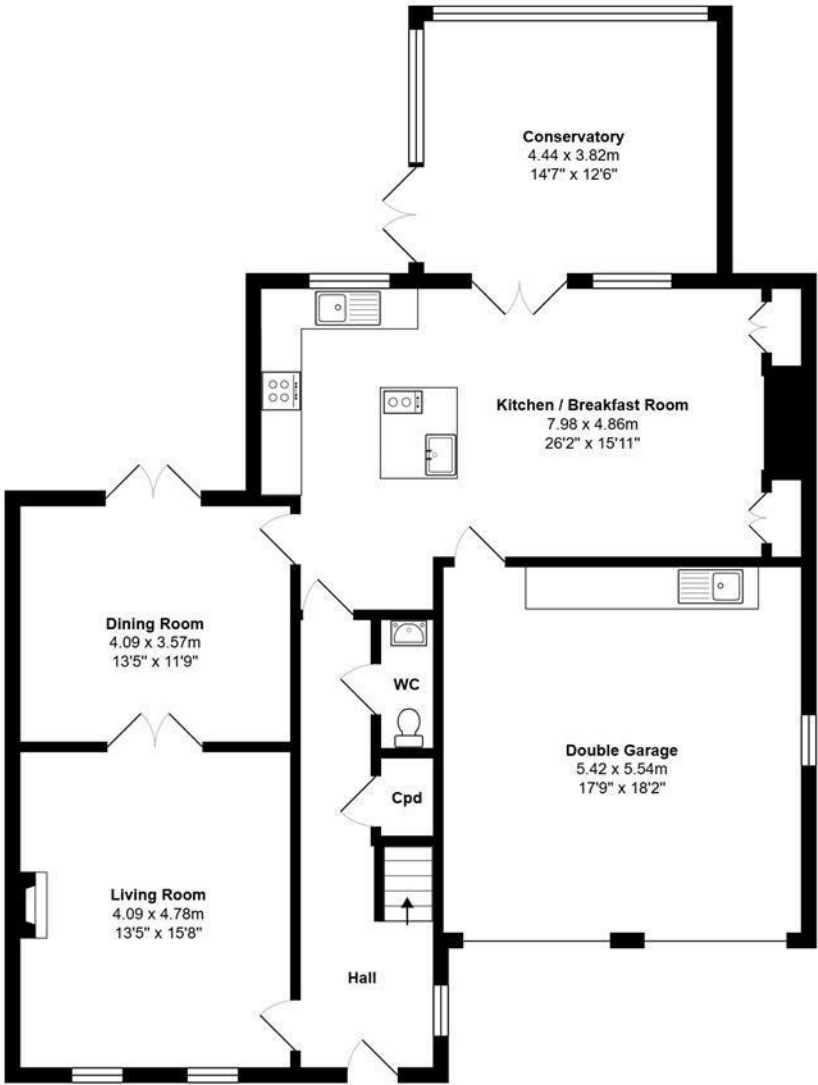 Conservatory
4.44 x 3.82m
14'7" x 12'6"
Kitchen / Breakfast Room
7.98 x 4.86m
26'2" x 15'11"
Dining Room
4.09 x 3.57m
13'5" x 11'9"
WC
Double Garage
5.42 x 5.54m
17'9" x 18'2"
Cpd
Living Room
4.09 x 4.78m
13'5" x 15'8"
Hall